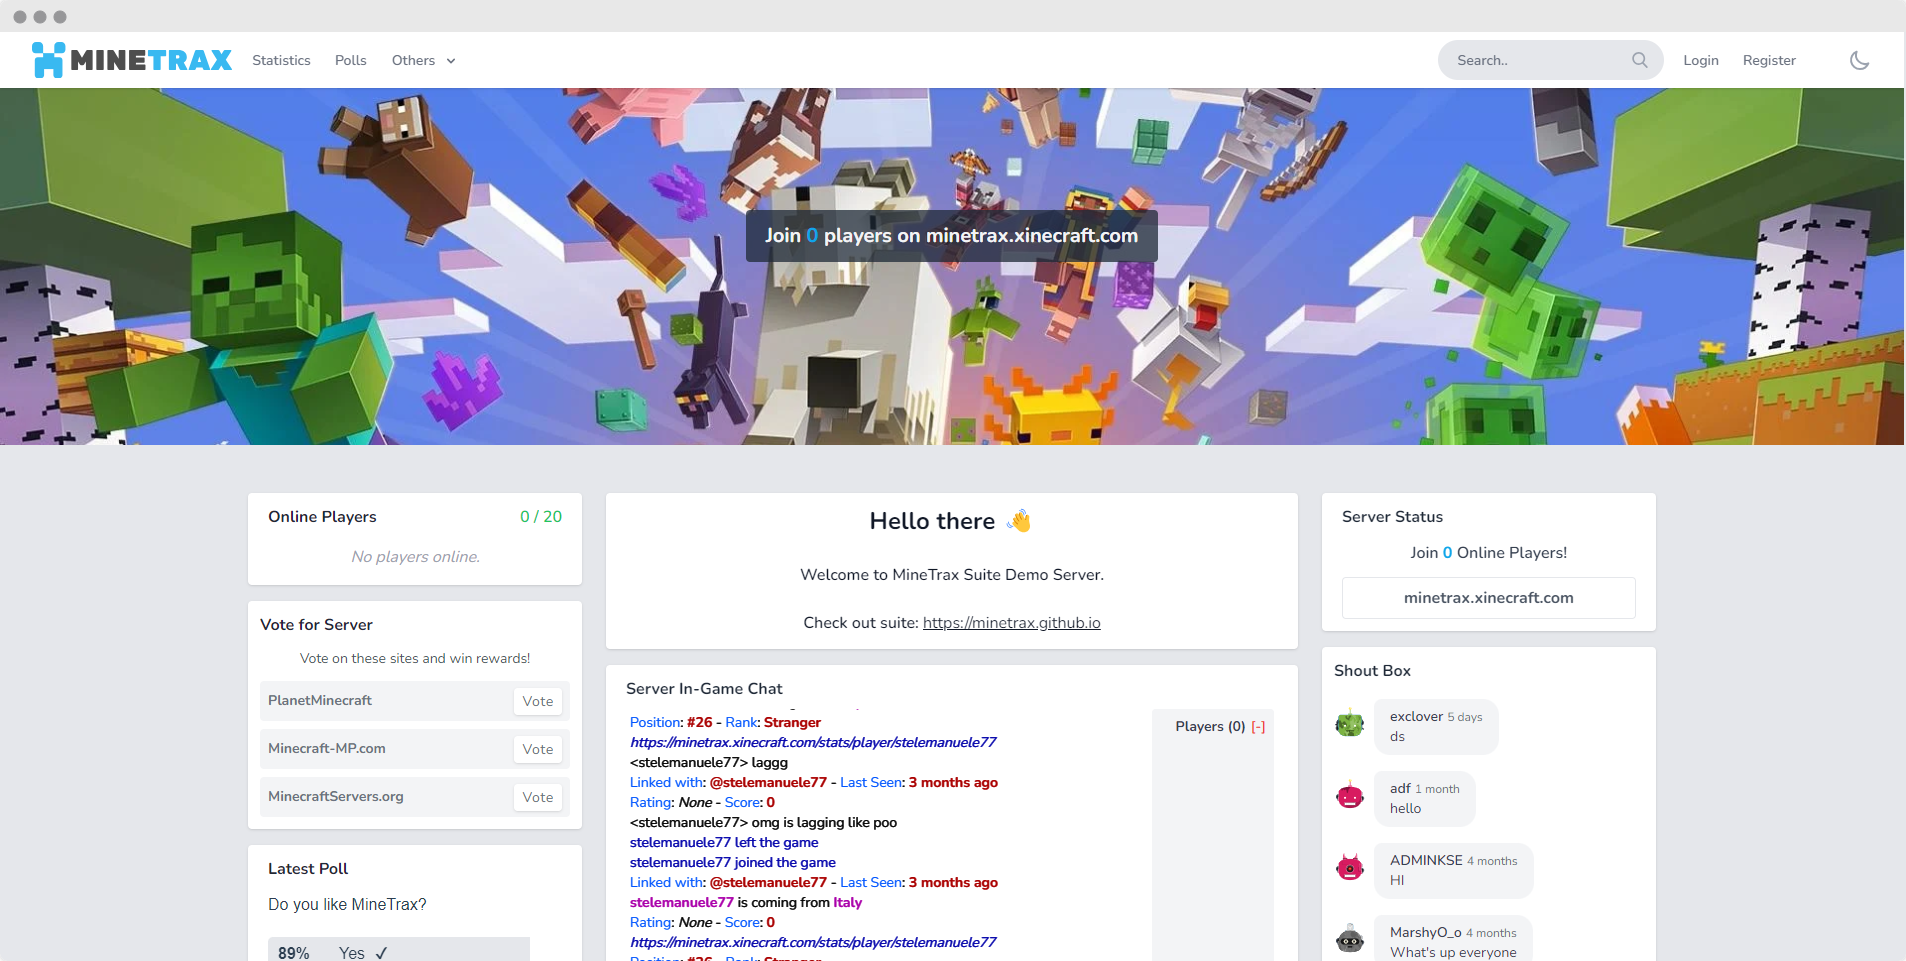 MINETRAX
Statistics
Polls
Others
Search..
Login
Register
Join 0 players on minetrax.xinecraft.com
Online Players
0 / 20
No players online.
Vote for Server
Vote on these sites and win rewards!
PlanetMinecraft
Vote
Minecraft-MP.com
Vote
MinecraftServers.org
Vote
Latest Poll
Do you like MineTrax?
89% Yes ✓
Hello there 👋
Welcome to MineTrax Suite Demo Server.
Check out suite: https://minetrax.github.io
Server In-Game Chat
Position: #26 - Rank: Stranger
https://minetrax.xinecraft.com/stats/player/stelemanuele77
<stelemanuele77> laggg
Linked with: @stelemanuele77 - Last Seen: 3 months ago
Rating: None - Score: 0
<stelemanuele77> omg is lagging like poo
stelemanuele77 left the game
stelemanuele77 joined the game
Linked with: @stelemanuele77 - Last Seen: 3 months ago
stelemanuele77 is coming from Italy
Rating: None - Score: 0
https://minetrax.xinecraft.com/stats/player/stelemanuele77
Position: #26 - Rank: Stranger
Players (0) [-]
Server Status
Join 0 Online Players!
minetrax.xinecraft.com
Shout Box
exclover 5 days
ds
adf 1 month
hello
ADMINKSE 4 months
HI
MarshyO_o 4 months
What's up everyone